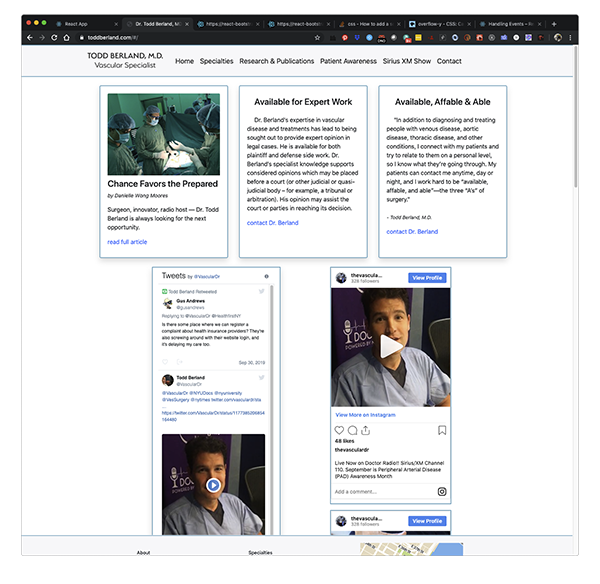 React App
Dr. Todd Berland, M.
https://react-bootst
https://react-bootst
css - How to add a s
overflow-y - CSS: Ca
Handling Events – Re
toddberland.com/#/
TODD BERLAND, M.D.
Vascular Specialist
Home Specialties Research & Publications Patient Awareness Sirius XM Show Contact
Chance Favors the Prepared
by Danielle Wong Moores
Surgeon, innovator, radio host — Dr. Todd
Berland is always looking for the next
opportunity.
read full article
Available for Expert Work
Dr. Berland's expertise in vascular
disease and treatments has lead to being
sought out to provide expert opinion in
legal cases. He is available for both
plaintiff and defense side work. Dr.
Berland's specialist knowledge supports
considered opinions which may be placed
before a court (or other judicial or quasi-
judicial body – for example, a tribunal or
arbitration). His opinion may assist the
court or parties in reaching its decision.
contact Dr. Berland
Available, Affable & Able
"In addition to diagnosing and treating
people with venous disease, aortic
disease, thoracic disease, and other
conditions, I connect with my patients and
try to relate to them on a personal level,
so I know what they're going through. My
patients can contact me anytime, day or
night, and I work hard to be "available,
affable, and able"—the three "A's" of
surgery."
- Todd Berland, M.D.
contact Dr. Berland
Tweets by @VascularDr
Todd Berland Retweeted
Gus Andrews
@gusandrews
Replying to @VascularDr @HealthVisitNY
Is there some place where we can register a
complaint about health insurance providers? They're
also screwing around with their website login, and
it's delaying my care too.
Sep 30, 2019
Todd Berland
@VascularDr
@VascularDr @NYUDocs @nyuniversity
@VesSurgery @nytimes twitter.com/vasculardr/sta
...
https://twitter.com/VascularDr/status/1177385296854
184480
thevascula...
328 followers
View Profile
DOC
POWERED BY N
View More on Instagram
48 likes
thevasculardr
Live Now on Doctor Radio!! Sirius/XM Channel
110. September is Peripheral Arterial Disease
(PAD) Awareness Month
Add a comment...
thevascula...
328 followers
View Profile
About
Specialties